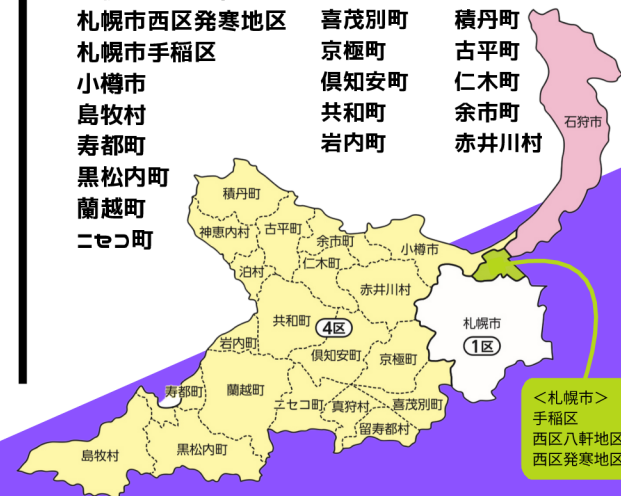 札幌市西区発寒地区
札幌市手稲区
小樽市
島牧村
寿都町
黒松内町
蘭越町
ニセコ町
喜茂別町
京極町
倶知安町
共和町
岩内町
積丹町
古平町
仁木町
余市町
赤井川村
石狩市
積丹町
神恵内村
古平町
余市町
小樽市
泊村
仁木町
赤井川村
共和町
4区
札幌市
1区
岩内町
倶知安町
京極町
寿都町
蘭越町
ニセコ町
真狩村
喜茂別町
留寿都村
島牧村
黒松内町
＜札幌市＞
手稲区
西区八軒地区
西区発寒地区